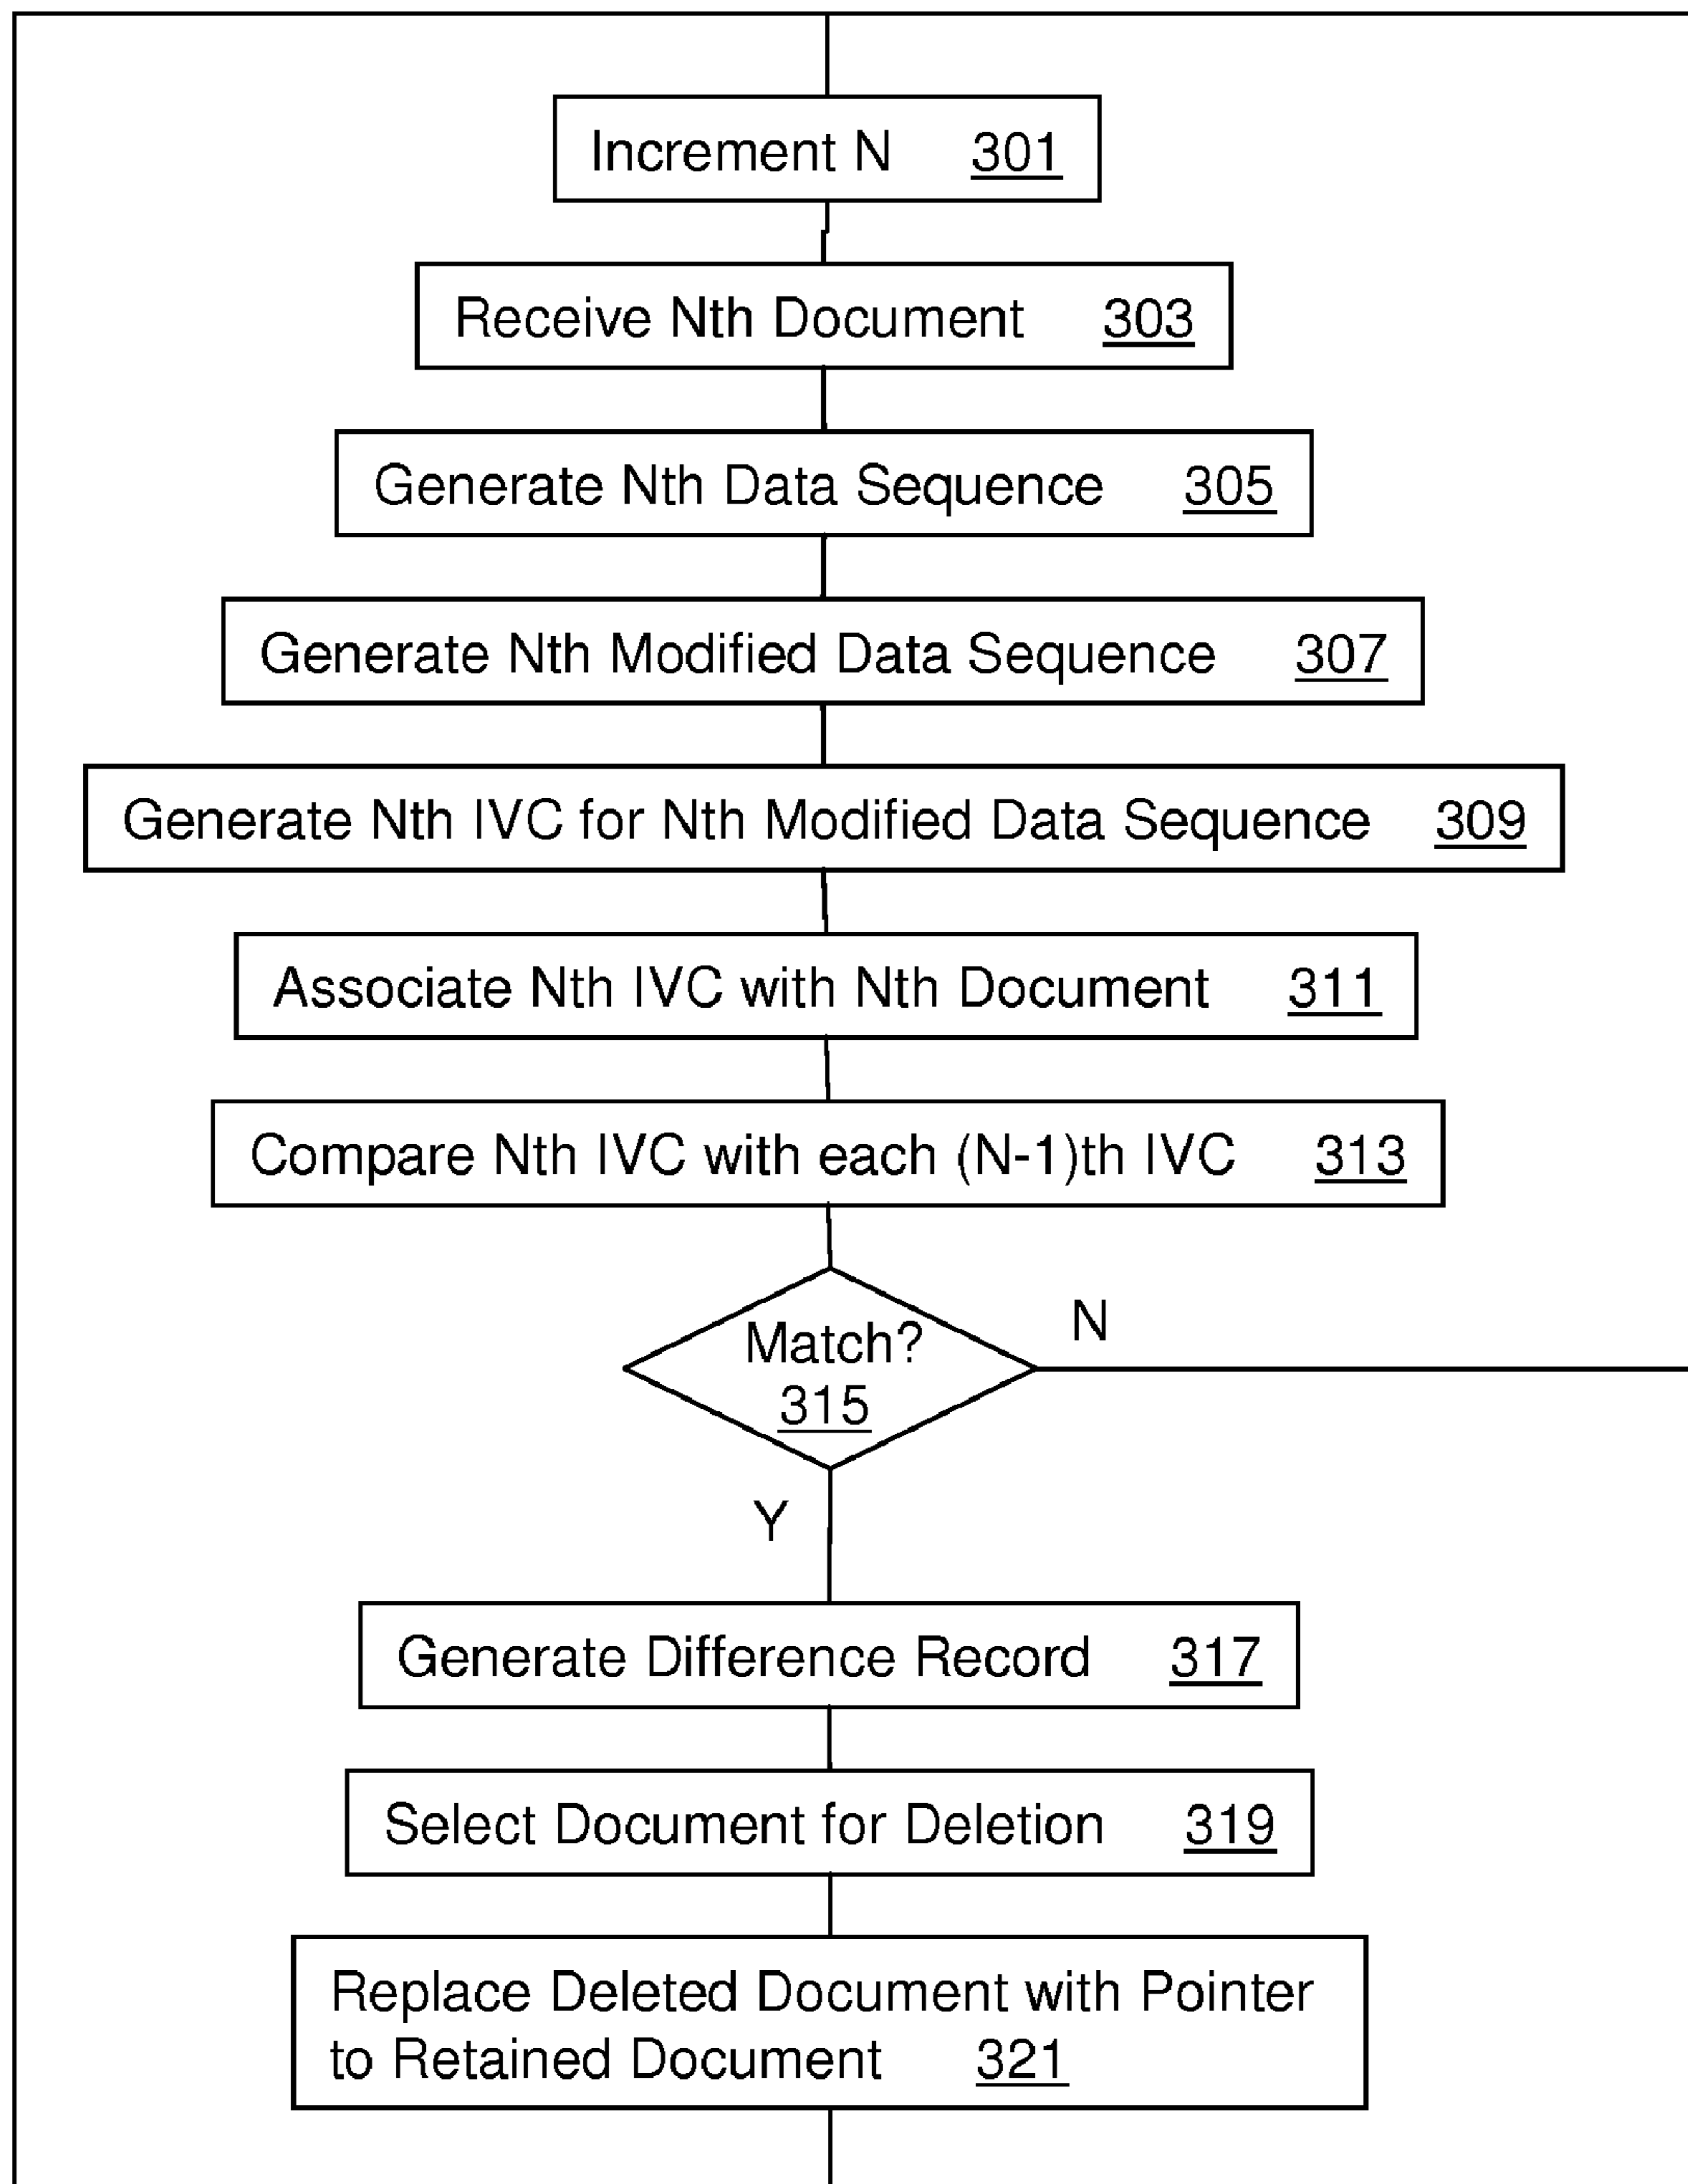 Increment N 301
Receive Nth Document 303
Generate Nth Data Sequence 305
Generate Nth Modified Data Sequence 307
Generate Nth IVC for Nth Modified Data Sequence 309
Associate Nth IVC with Nth Document 311
Compare Nth IVC with each (N-1)th IVC 313
Match?
315
N
Y
Generate Difference Record 317
Select Document for Deletion 319
Replace Deleted Document with Pointer
to Retained Document 321